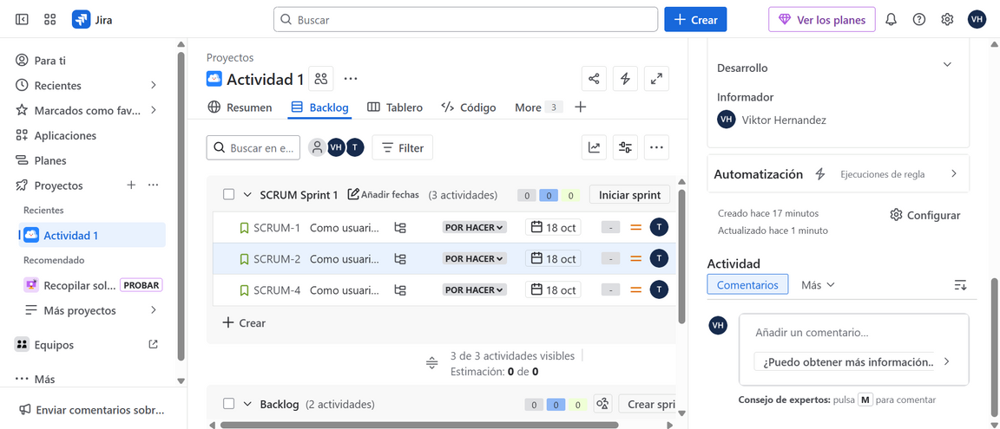 Jira
Buscar
Crear
Ver los planes
VH
Para ti
Recientes
Marcados como fav...
Aplicaciones
Planes
Proyectos
Recientes
Actividad 1
Recomendado
Recopilar sol... PROBAR
Más proyectos
Equipos
Más
Enviar comentarios sobr...
Proyectos
Actividad 1
Resumen Backlog Tablero Código More 3
Buscar en e... VH T Filter
SCRUM Sprint 1 Añadir fechas (3 actividades) 0 0 0 Iniciar sprint
SCRUM-1 Como usuari... POR HACER 18 oct - T
SCRUM-2 Como usuari... POR HACER 18 oct - T
SCRUM-4 Como usuari... POR HACER 18 oct - T
Crear
3 de 3 actividades visibles
Estimación: 0 de 0
Backlog (2 actividades) 0 0 0 Crear spri
Desarrollo
Informador
VH Viktor Hernandez
Automatización Ejecuciones de regla
Creado hace 17 minutos
Configurar
Actualizado hace 1 minuto
Actividad
Comentarios Más
VH
Añadir un comentario...
¿Puedo obtener más información..
Consejo de expertos: pulsa M para comentar